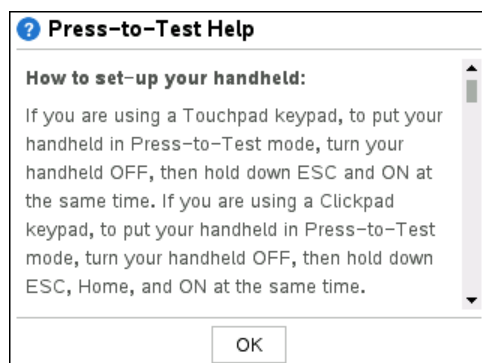 Press-to-Test Help
How to set-up your handheld:
If you are using a Touchpad keypad, to put your
handheld in Press-to-Test mode, turn your
handheld OFF, then hold down ESC and ON at
the same time. If you are using a Clickpad
keypad, to put your handheld in Press-to-Test
mode, turn your handheld OFF, then hold down
ESC, Home, and ON at the same time.
OK